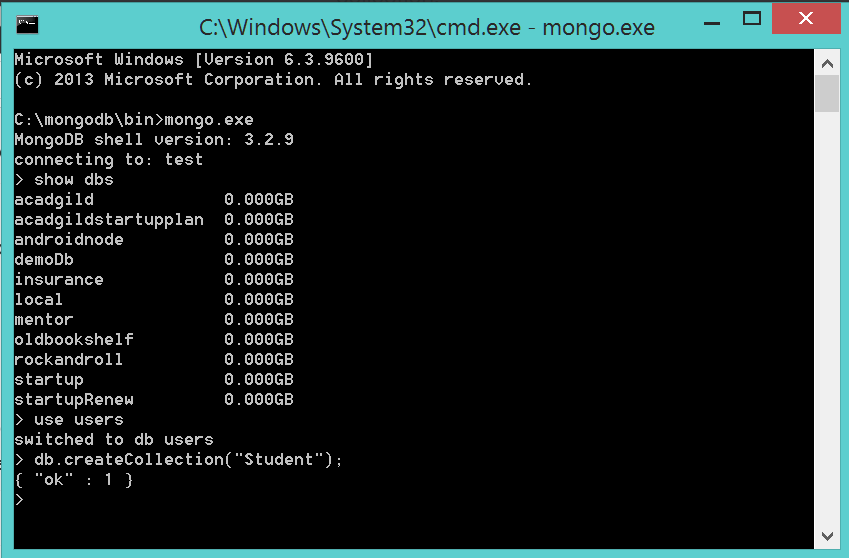 C:\Windows\System32\cmd.exe - mongo.exe
Microsoft Windows [Version 6.3.9600]
(c) 2013 Microsoft Corporation. All rights reserved.
C:\mongodb\bin>mongo.exe
MongoDB shell version: 3.2.9
connecting to: test
> show dbs
acadgild 0.000GB
acadgildstartupplan 0.000GB
androidnode 0.000GB
demoDb 0.000GB
insurance 0.000GB
local 0.000GB
mentor 0.000GB
oldbookshelf 0.000GB
rockandroll 0.000GB
startup 0.000GB
startupRenew 0.000GB
> use users
switched to db users
> db.createCollection("Student");
{ "ok" : 1 }
>